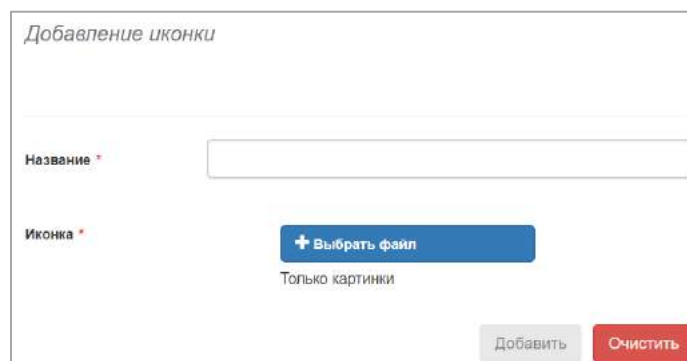 Добавление иконки
Название *
Иконка *
+ Выбрать файл
Только картинки
Добавить Очистить